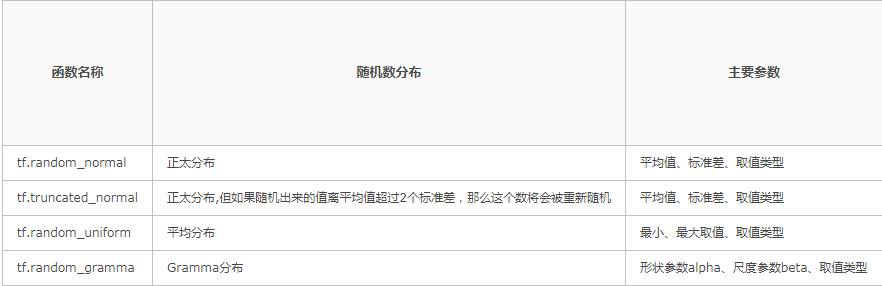 函数名称 随机数分布 主要参数
tf.random_normal 正太分布 平均值、标准差、取值类型
tf.truncated_normal 正太分布,但如果随机出来的值离平均值超过2个标准差，那么这个数将会被重新随机 平均值、标准差、取值类型
tf.random_uniform 平均分布 最小、最大取值、取值类型
tf.random_gramma Gramma分布 形状参数alpha、尺度参数beta、取值类型